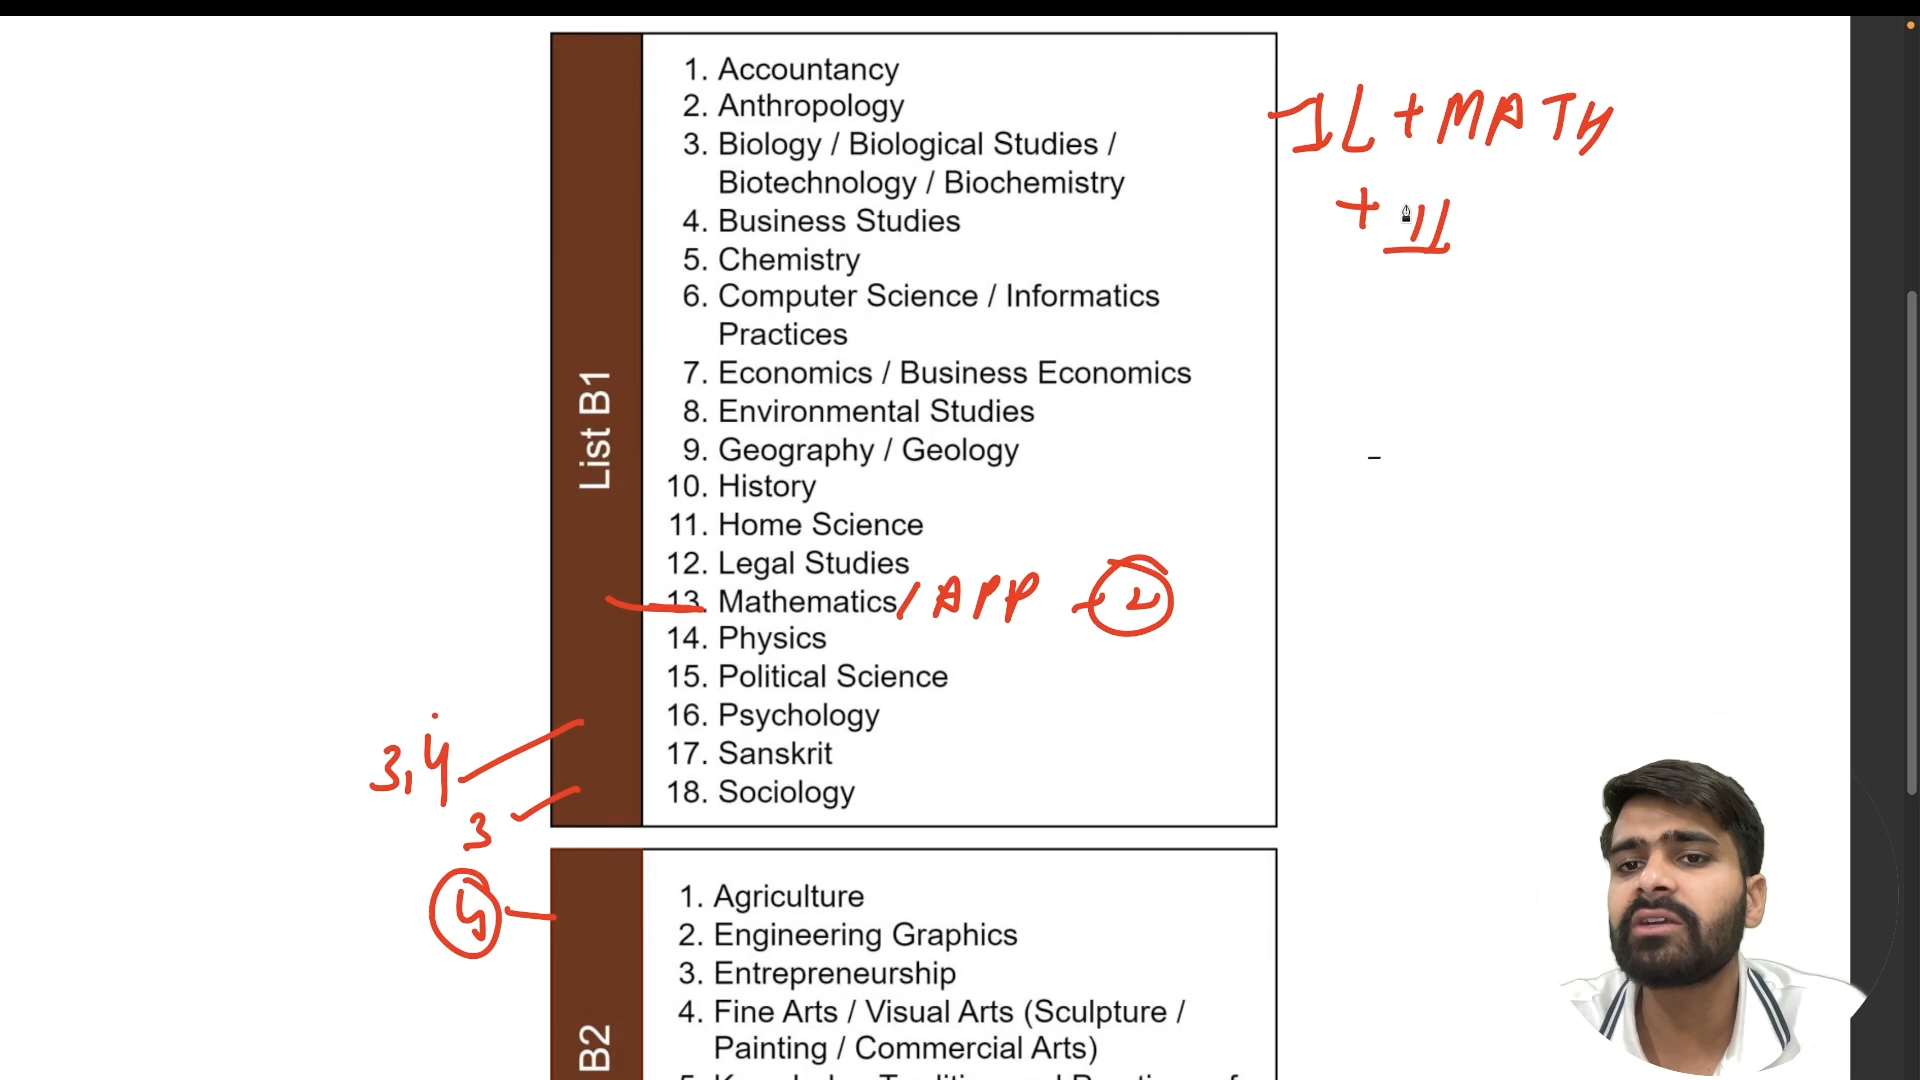 List B1
1. Accountancy
2. Anthropology
3. Biology / Biological Studies /
Biotechnology / Biochemistry
4. Business Studies
5. Chemistry
6. Computer Science / Informatics
Practices
7. Economics / Business Economics
8. Environmental Studies
9. Geography / Geology
10. History
11. Home Science
12. Legal Studies
13. Mathematics / APP - 2
14. Physics
15. Political Science
16. Psychology
17. Sanskrit
18. Sociology
1L + MATH
+
3,4
3
B2
1. Agriculture
2. Engineering Graphics
3. Entrepreneurship
4. Fine Arts / Visual Arts (Sculpture /
Painting / Commercial Arts)